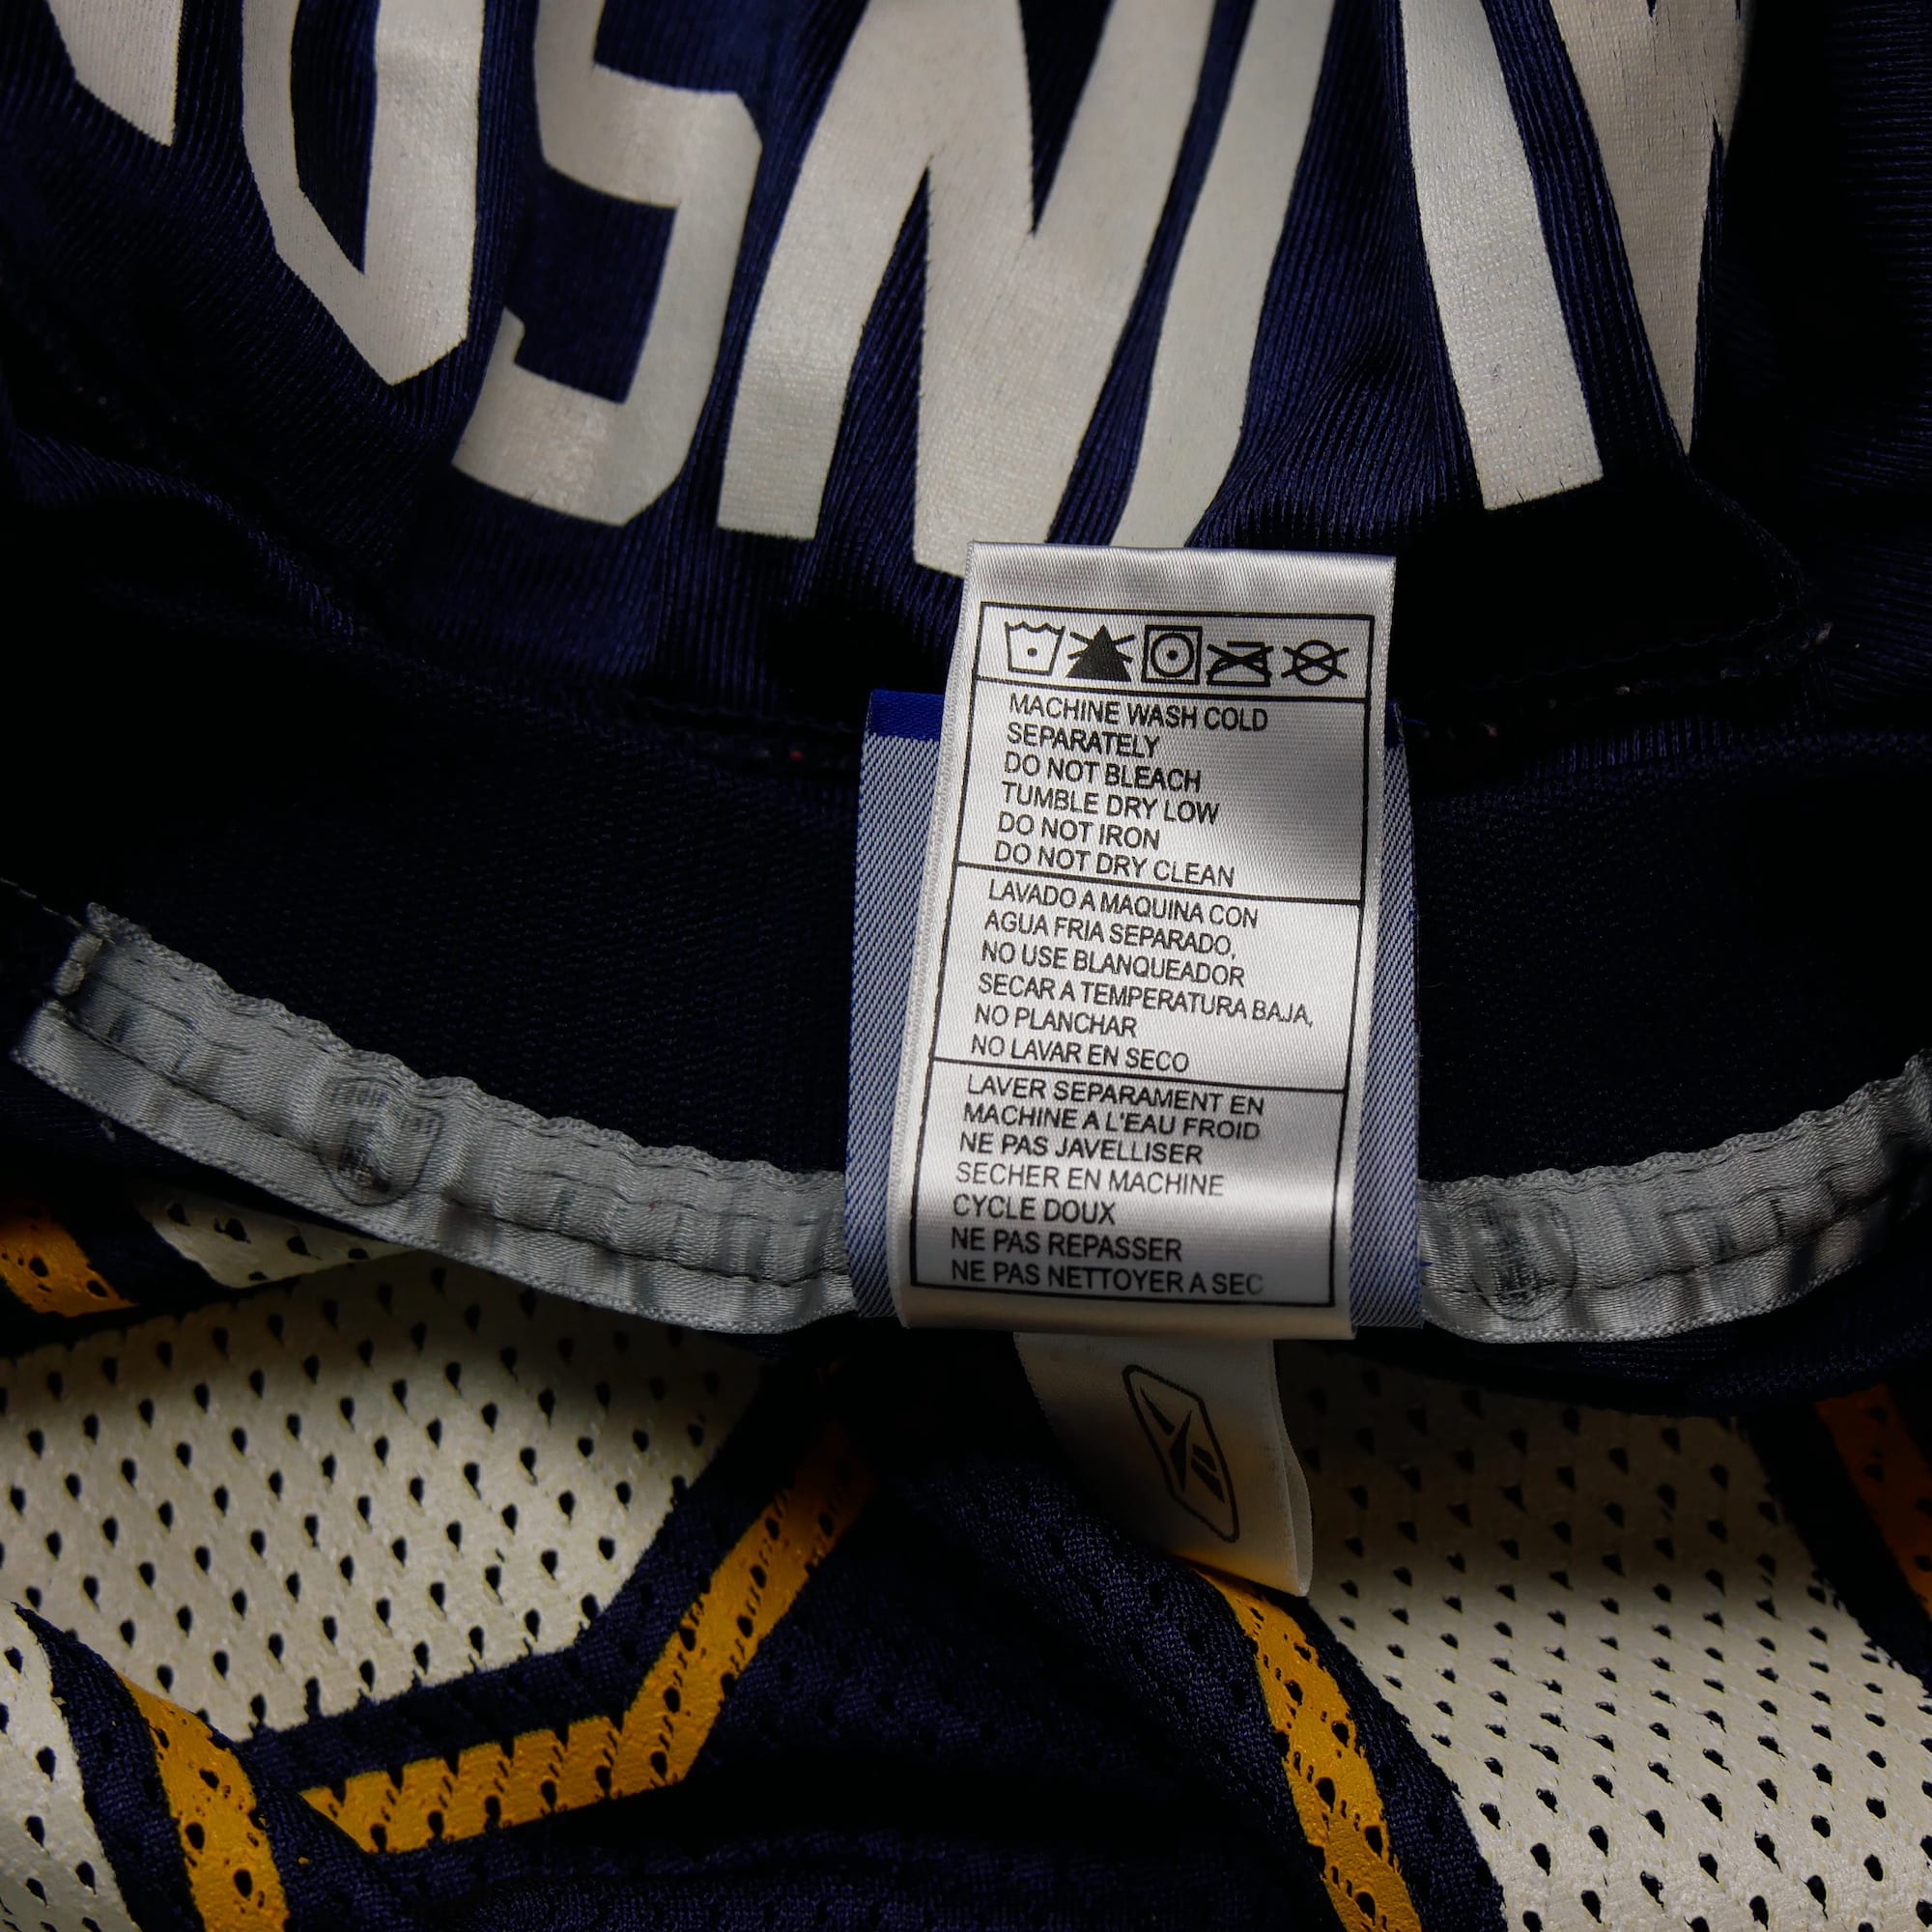 MACHINE WASH COLD
SEPARATELY
DO NOT BLEACH
TUMBLE DRY LOW
DO NOT IRON
DO NOT DRY CLEAN
LAVADO A MAQUINA CON
AGUA FRIA SEPARADO,
NO USE BLANQUEADOR
SECAR A TEMPERATURA BAJA,
NO PLANCHAR
NO LAVAR EN SECO
LAVER SEPARAMENT EN
MACHINE A L'EAU FROID
NE PAS JAVELLISER
SECHER EN MACHINE
CYCLE DOUX
NE PAS REPASSER
NE PAS NETTOYER A SEC